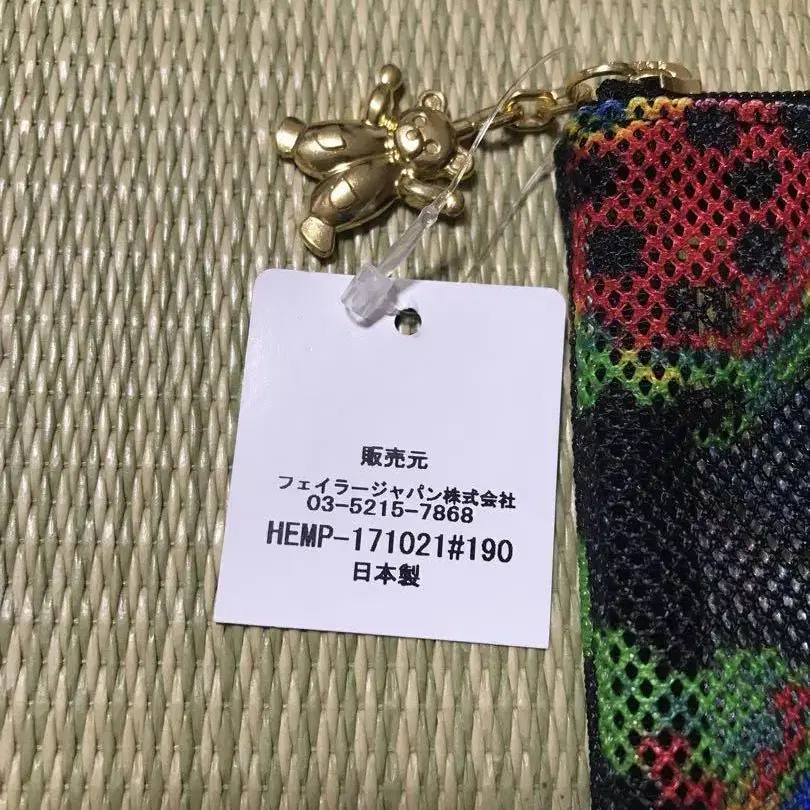 販売元
フェイラージャパン株式会社
03-5215-7868
HEMP-171021#190
日本製